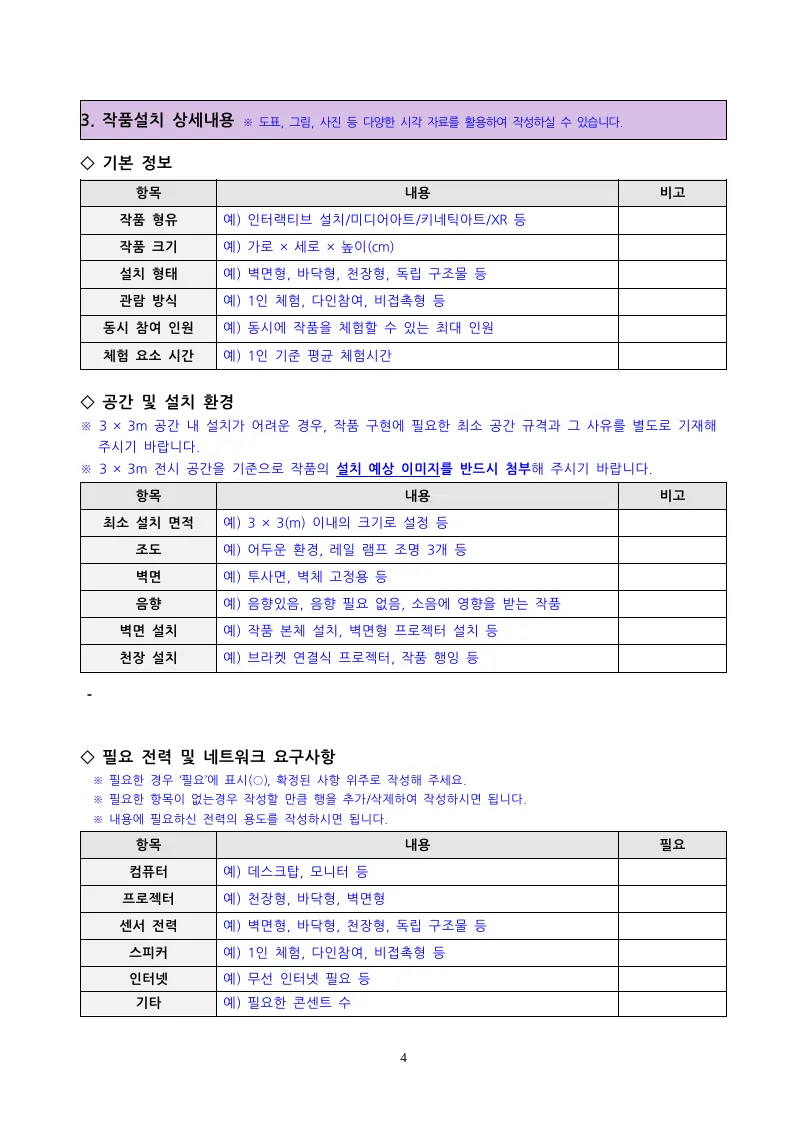 3. 작품설치 상세내용 ※ 도표, 그림, 사진 등 다양한 시각 자료를 활용하여 작성하실 수 있습니다.
◇ 기본 정보
항목 내용 비고
작품 형유 예) 인터랙티브 설치/미디어아트/키네틱아트/XR 등
작품 크기 예) 가로 × 세로 × 높이(cm)
설치 형태 예) 벽면형, 바닥형, 천장형, 독립 구조물 등
관람 방식 예) 1인 체험, 다인참여, 비접촉형 등
동시 참여 인원 예) 동시에 작품을 체험할 수 있는 최대 인원
체험 요소 시간 예) 1인 기준 평균 체험시간
◇ 공간 및 설치 환경
※ 3 × 3m 공간 내 설치가 어려운 경우, 작품 구현에 필요한 최소 공간 규격과 그 사유를 별도로 기재해
주시기 바랍니다.
※ 3 × 3m 전시 공간을 기준으로 작품의 설치 예상 이미지를 반드시 첨부해 주시기 바랍니다.
항목 내용 비고
최소 설치 면적 예) 3 × 3(m) 이내의 크기로 설정 등
조도 예) 어두운 환경, 레일 램프 조명 3개 등
벽면 예) 투사면, 벽체 고정용 등
음향 예) 음향있음, 음향 필요 없음, 소음에 영향을 받는 작품
벽면 설치 예) 작품 본체 설치, 벽면형 프로젝터 설치 등
천장 설치 예) 브라켓 연결식 프로젝터, 작품 행잉 등
-
◇ 필요 전력 및 네트워크 요구사항
※ 필요한 경우 '필요'에 표시(○), 확정된 사항 위주로 작성해 주세요.
※ 필요한 항목이 없는경우 작성할 만큼 행을 추가/삭제하여 작성하시면 됩니다.
※ 내용에 필요하신 전력의 용도를 작성하시면 됩니다.
항목 내용 필요
컴퓨터 예) 데스크탑, 모니터 등
프로젝터 예) 천장형, 바닥형, 벽면형
센서 전력 예) 벽면형, 바닥형, 천장형, 독립 구조물 등
스피커 예) 1인 체험, 다인참여, 비접촉형 등
인터넷 예) 무선 인터넷 필요 등
기타 예) 필요한 콘센트 수
4